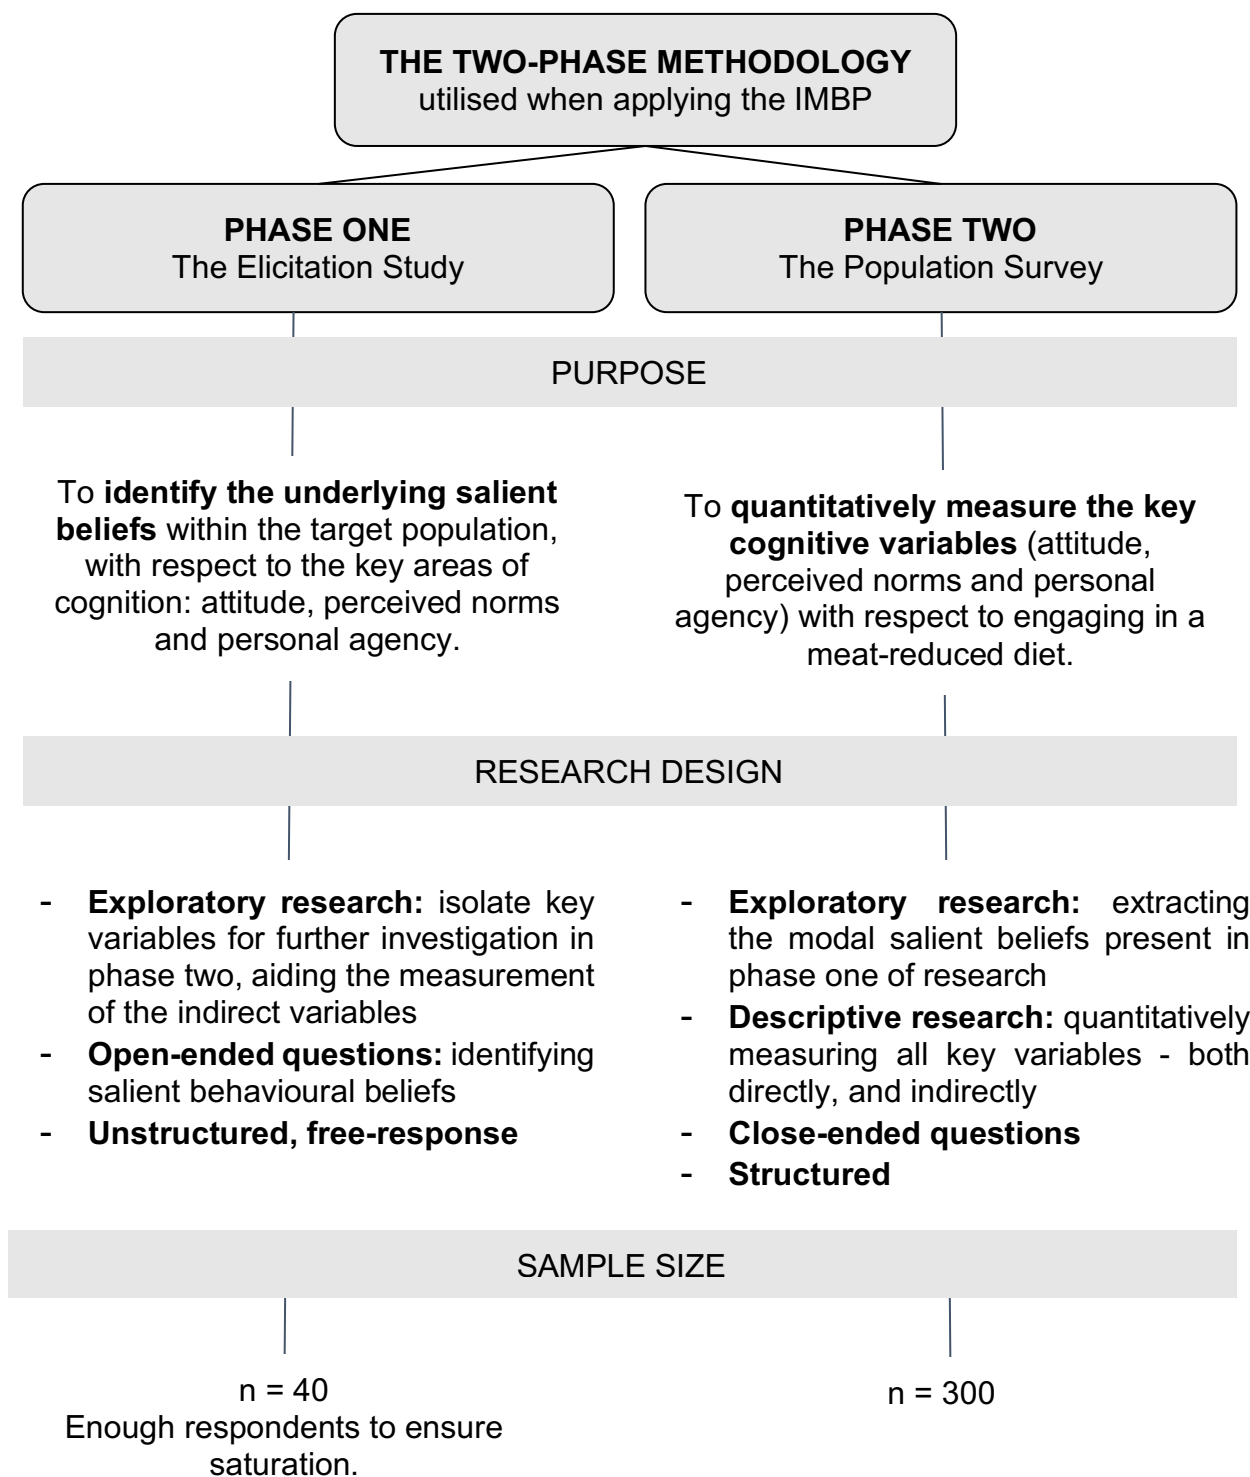 THE TWO-PHASE METHODOLOGY
utilised when applying the IMBP
PHASE ONE
The Elicitation Study
PHASE TWO
The Population Survey
PURPOSE
To identify the underlying salient
beliefs within the target population,
with respect to the key areas of
cognition: attitude, perceived norms
and personal agency.
To quantitatively measure the key
cognitive variables (attitude,
perceived norms and personal
agency) with respect to engaging in a
meat-reduced diet.
RESEARCH DESIGN
- Exploratory research: isolate key
variables for further investigation in
phase two, aiding the measurement
of the indirect variables
- Open-ended questions: identifying
salient behavioural beliefs
- Unstructured, free-response
- Exploratory research: extracting
the modal salient beliefs present in
phase one of research
- Descriptive research: quantitatively
measuring all key variables - both
directly, and indirectly
- Close-ended questions
- Structured
SAMPLE SIZE
n = 40
Enough respondents to ensure
saturation.
n = 300